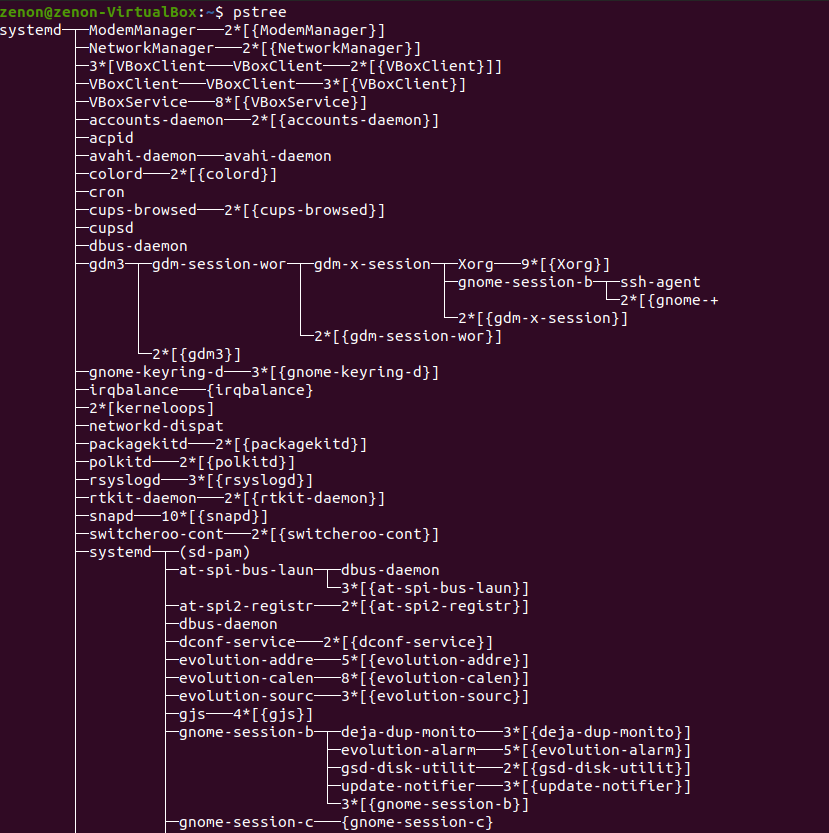 zenon@zenon-VirtualBox:~$ pstree
systemd─┬─ModemManager───2*[{ModemManager}]
        ├─NetworkManager───2*[{NetworkManager}]
        ├─3*[VBoxClient───VBoxClient───2*[{VBoxClient}]]
        ├─VBoxClient───VBoxClient───3*[{VBoxClient}]
        ├─VBoxService───8*[{VBoxService}]
        ├─accounts-daemon───2*[{accounts-daemon}]
        ├─acpid
        ├─avahi-daemon───avahi-daemon
        ├─colord───2*[{colord}]
        ├─cron
        ├─cups-browsed───2*[{cups-browsed}]
        ├─cupsd
        ├─dbus-daemon
        ├─gdm3─┬─gdm-session-wor─┬─gdm-x-session─┬─Xorg───9*[{Xorg}]
        │      │                 │               ├─gnome-session-b─┬─ssh-agent
        │      │                 │               │                 └─2*[{gnome-+
        │      │                 │               └─2*[{gdm-x-session}]
        │      │                 └─2*[{gdm-session-wor}]
        │      └─2*[{gdm3}]
        ├─gnome-keyring-d───3*[{gnome-keyring-d}]
        ├─irqbalance───{irqbalance}
        ├─2*[kerneloops]
        ├─networkd-dispat
        ├─packagekitd───2*[{packagekitd}]
        ├─polkitd───2*[{polkitd}]
        ├─rsyslogd───3*[{rsyslogd}]
        ├─rtkit-daemon───2*[{rtkit-daemon}]
        ├─snapd───10*[{snapd}]
        ├─switcheroo-cont───2*[{switcheroo-cont}]
        ├─systemd─┬─(sd-pam)
        │         ├─at-spi-bus-laun─┬─dbus-daemon
        │         │                 └─3*[{at-spi-bus-laun}]
        │         ├─at-spi2-registr───2*[{at-spi2-registr}]
        │         ├─dbus-daemon
        │         ├─dconf-service───2*[{dconf-service}]
        │         ├─evolution-addre───5*[{evolution-addre}]
        │         ├─evolution-calen───8*[{evolution-calen}]
        │         ├─evolution-sourc───3*[{evolution-sourc}]
        │         ├─gjs───4*[{gjs}]
        │         ├─gnome-session-b─┬─deja-dup-monito───3*[{deja-dup-monito}]
        │         │                 ├─evolution-alarm───5*[{evolution-alarm}]
        │         │                 ├─gsd-disk-utilit───2*[{gsd-disk-utilit}]
        │         │                 ├─update-notifier───3*[{update-notifier}]
        │         │                 └─3*[{gnome-session-b}]
        │         ├─gnome-session-c───{gnome-session-c}